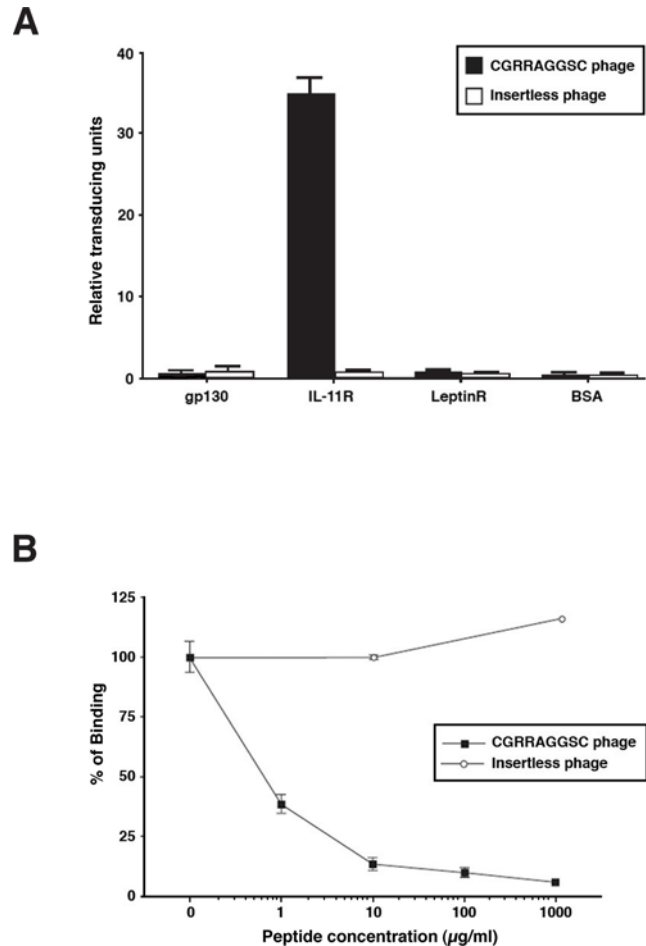 A
CGRRAGGSC phage
Insertless phage
Relative transducing units
40
30
20
10
0
gp130 IL-11R LeptinR BSA
B
% of Binding
125
100
75
50
25
0
CGRRAGGSC phage
Insertless phage
0 1 10 100 1000
Peptide concentration (µg/ml)